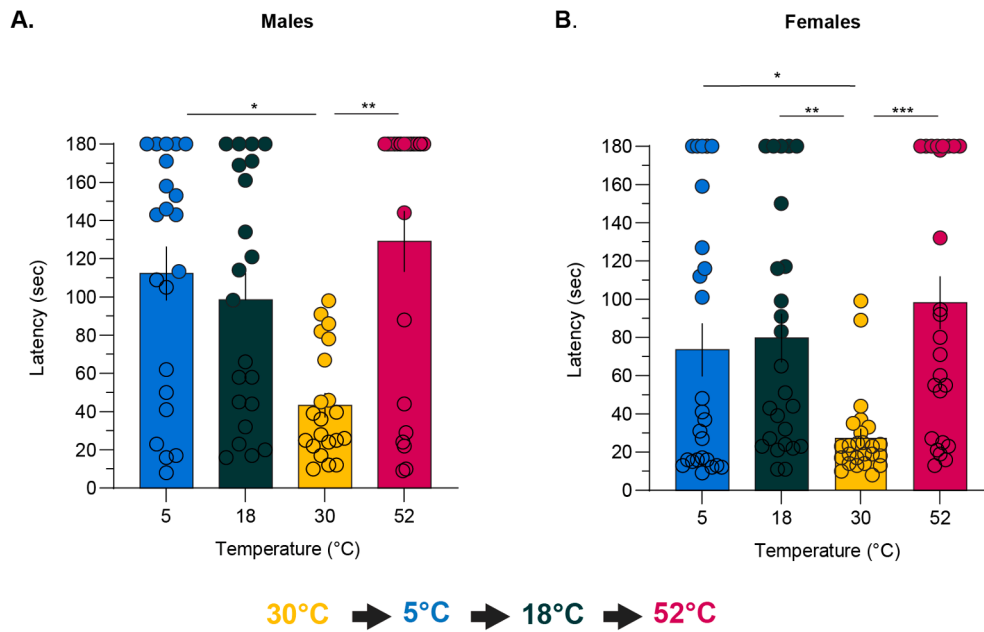 A.
Males
* **
180
160
140
120
100
80
60
40
20
0
Latency (sec)
5 18 30 52
Temperature (°C)
B.
Females
*
** ***
180
160
140
120
100
80
60
40
20
0
Latency (sec)
5 18 30 52
Temperature (°C)
30°C 5°C 18°C 52°C